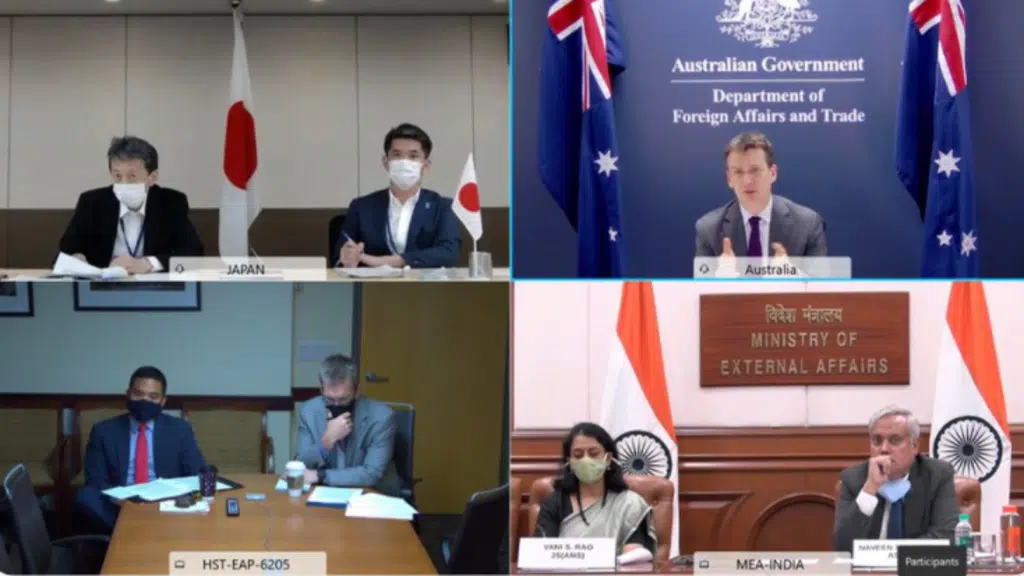 Australian Government
Department of
Foreign Affairs and Trade
JAPAN
Australia
विदेश मंत्रालय
MINISTRY OF
EXTERNAL AFFAIRS
HST-EAP-6205
VANI S. RAO
JS(ANS)
NAVEEN
MEA-INDIA
Participants